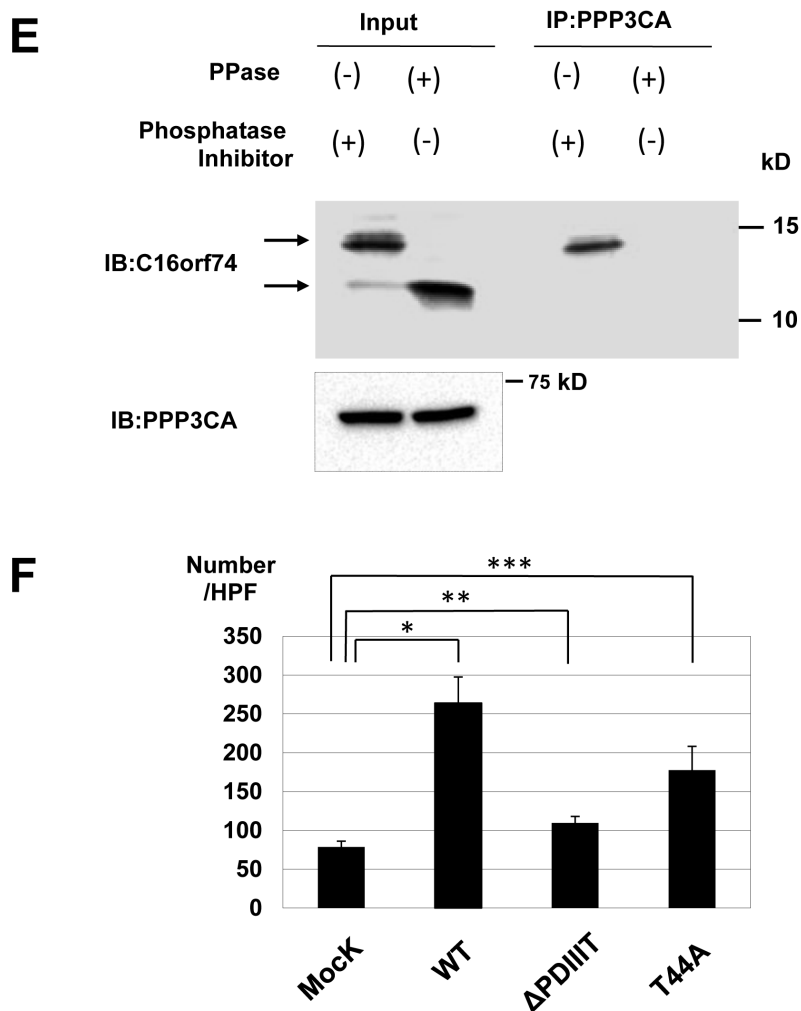 E
Input IP:PPP3CA
PPase (-) (+) (-) (+)
Phosphatase
Inhibitor (+) (-) (+) (-)
kD
15
IB:C16orf74
10
75 kD
IB:PPP3CA
F
Number
/HPF
***
**
*
350
300
250
200
150
100
50
0
MocK WT ΔPDIIIT T44A